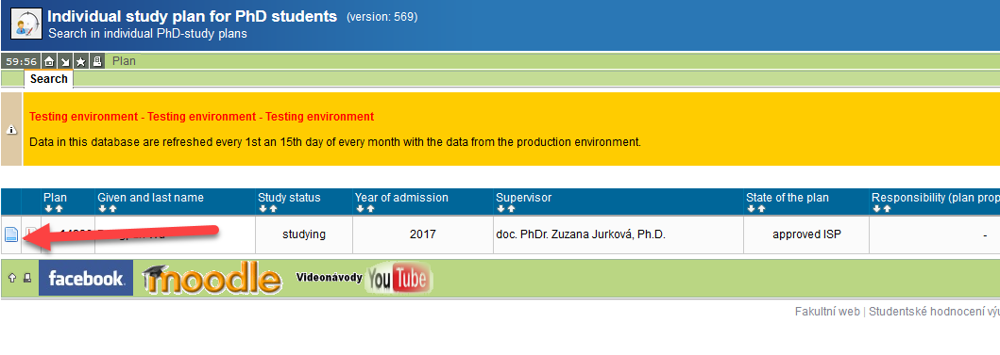 Individual study plan for PhD students (version: 569)
Search in individual PhD-study plans
59:56 Plan
Search
Testing environment - Testing environment - Testing environment
Data in this database are refreshed every 1st an 15th day of every month with the data from the production environment.
Plan Given and last name Study status Year of admission Supervisor State of the plan Responsibility (plan prop
studying 2017 doc. PhDr. Zuzana Jurková, Ph.D. approved ISP -
facebook. moodle Videonávody YouTube
Fakultní web | Studentské hodnocení výu